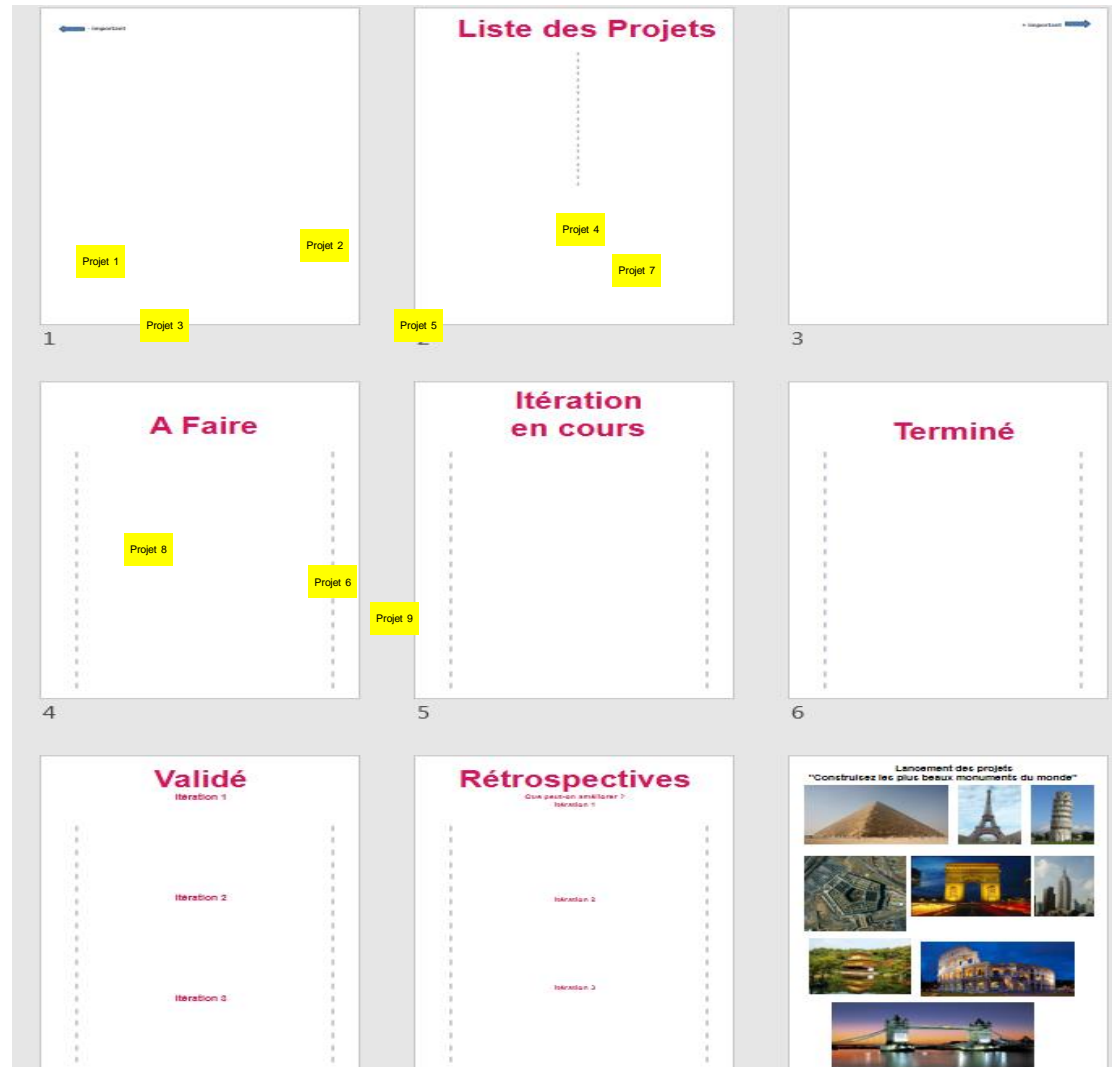 - important
Liste des Projets
+ important
Projet 1
Projet 2
Projet 3
Projet 4
Projet 7
Projet 5
1
2
3
A Faire
Itération
en cours
Terminé
Projet 8
Projet 6
Projet 9
4
5
6
Validé
Itération 1
Itération 2
Itération 3
Rétrospectives
Que peut-on améliorer ?
Itération 1
Itération 2
Itération 3
Lancement des projets
"Construisez les plus beaux monuments du monde"